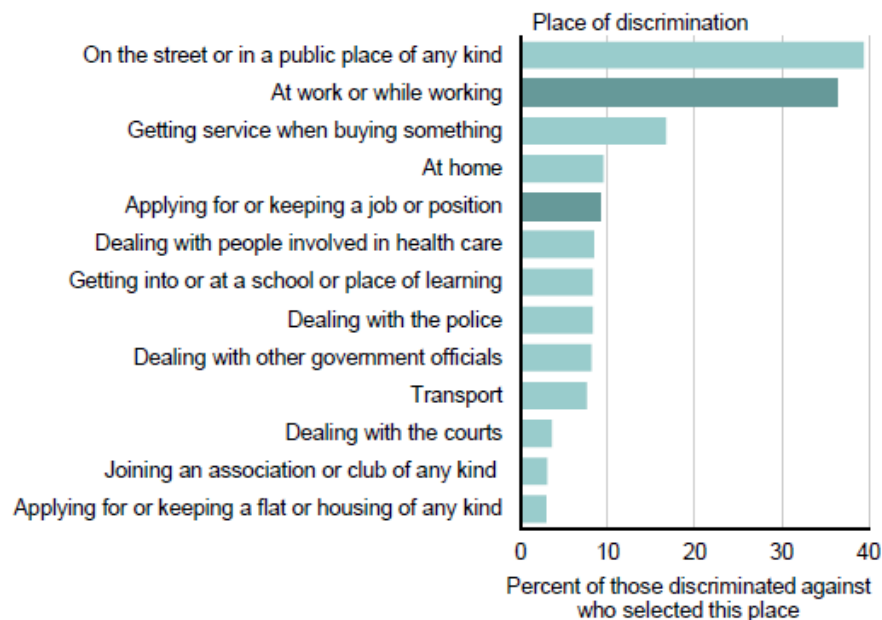 Place of discrimination
On the street or in a public place of any kind
At work or while working
Getting service when buying something
At home
Applying for or keeping a job or position
Dealing with people involved in health care
Getting into or at a school or place of learning
Dealing with the police
Dealing with other government officials
Transport
Dealing with the courts
Joining an association or club of any kind
Applying for or keeping a flat or housing of any kind
0 10 20 30 40
Percent of those discriminated against
who selected this place